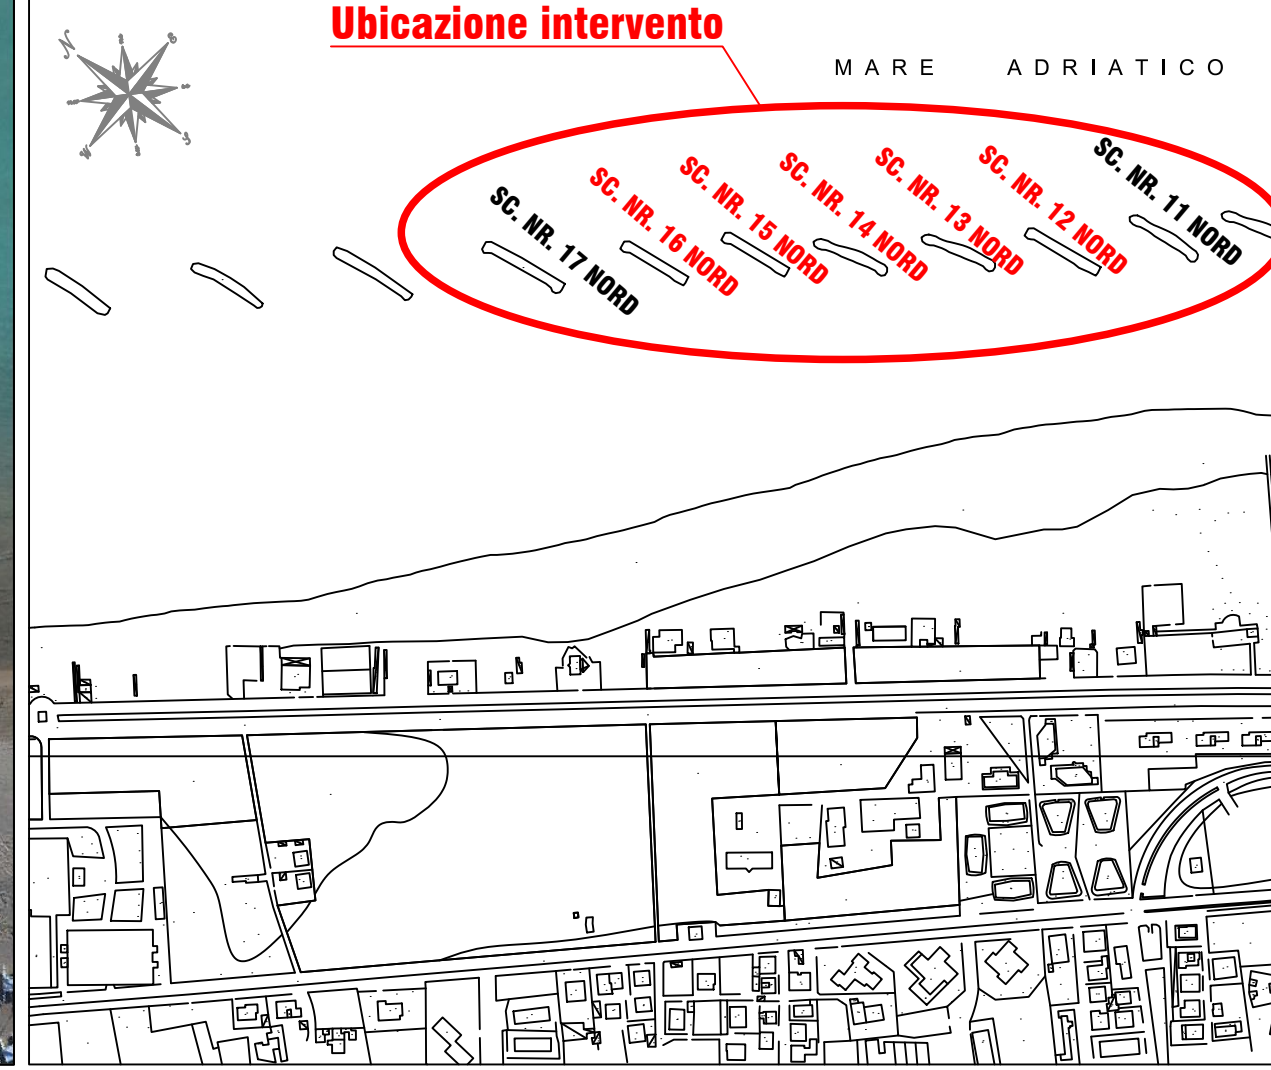 Ubicazione intervento
MARE ADRIATICO
SC. NR. 17 NORD
SC. NR. 16 NORD
SC. NR. 15 NORD
SC. NR. 14 NORD
SC. NR. 13 NORD
SC. NR. 12 NORD
SC. NR. 11 NORD
N